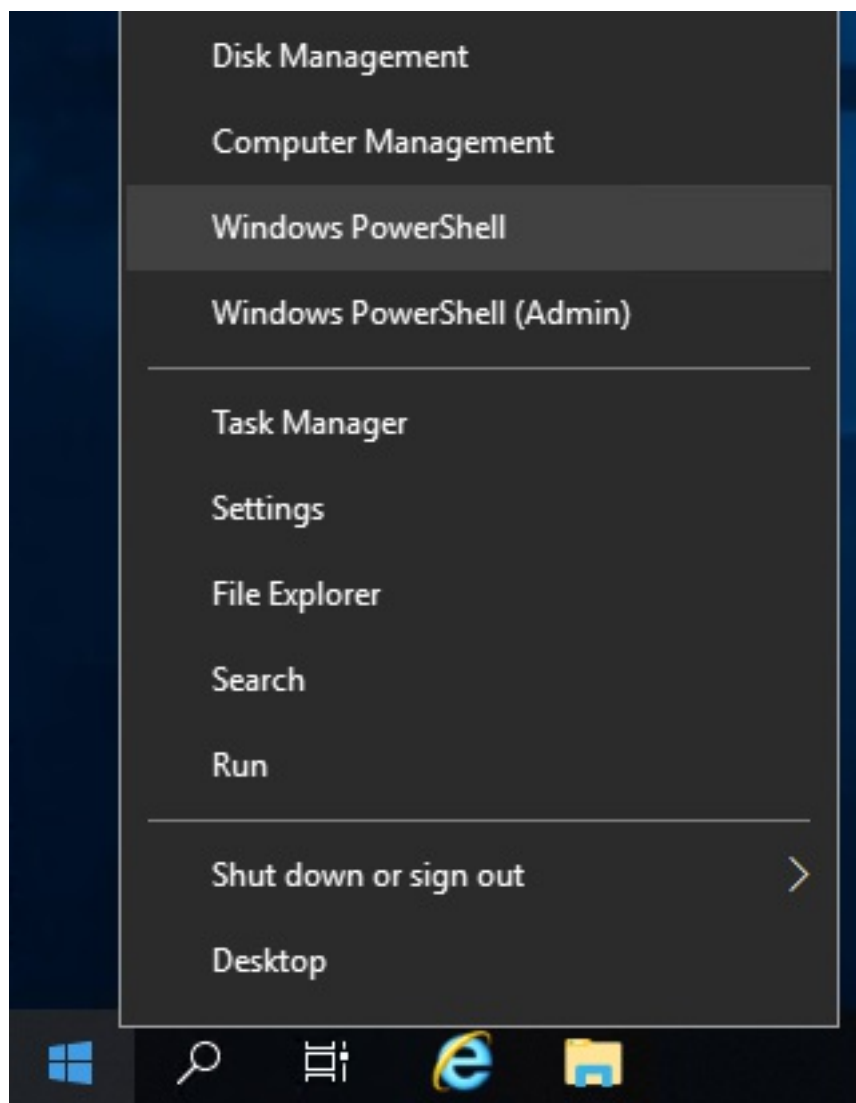 Disk Management
Computer Management
Windows PowerShell
Windows PowerShell (Admin)
Task Manager
Settings
File Explorer
Search
Run
Shut down or sign out
Desktop